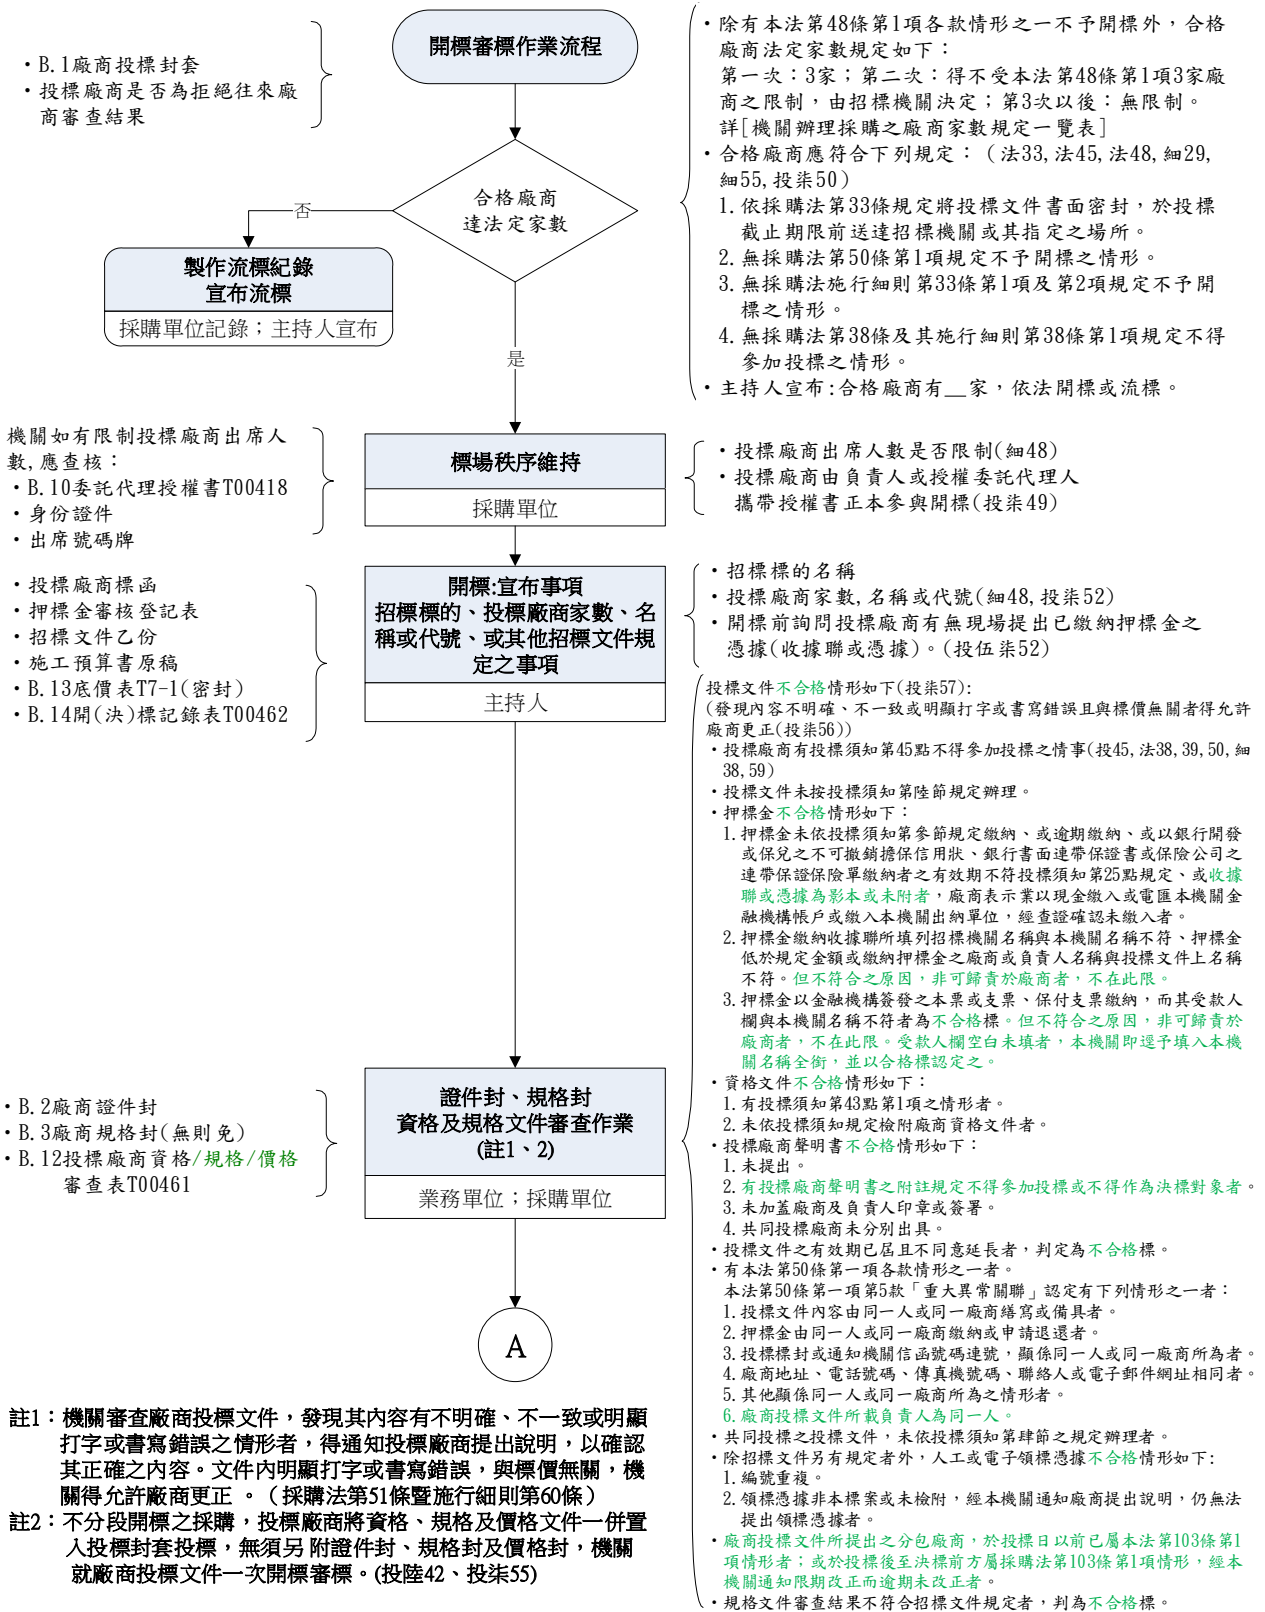 開標審標作業流程
・B.1廠商投標封套
・投標廠商是否為拒絕往來廠
商審查結果
・除有本法第48條第1項各款情形之一不予開標外，合格
廠商法定家數規定如下：
第一次：3家；第二次：得不受本法第48條第1項3家廠
商之限制，由招標機關決定；第3次以後：無限制。
詳[機關辦理採購之廠商家數規定一覽表]
・合格廠商應符合下列規定：（法33,法45,法48,細29,
細55,投柒50）
1.依採購法第33條規定將投標文件書面密封，於投標
截止期限前送達招標機關或其指定之場所。
2.無採購法第50條第1項規定不予開標之情形。
3.無採購法施行細則第33條第1項及第2項規定不予開
標之情形。
4.無採購法第38條及其施行細則第38條第1項規定不得
參加投標之情形。
・主持人宣布:合格廠商有__家，依法開標或流標。
合格廠商
達法定家數
否
製作流標紀錄
宣布流標
採購單位記錄；主持人宣布
是
機關如有限制投標廠商出席人
數,應查核：
・B.10委託代理授權書T00418
・身份證件
・出席號碼牌
標場秩序維持
採購單位
・投標廠商出席人數是否限制(細48)
・投標廠商由負責人或授權委託代理人
攜帶授權書正本參與開標(投柒49)
・投標廠商標函
・押標金審核登記表
・招標文件乙份
・施工預算書原稿
・B.13底價表T7-1(密封)
・B.14開(決)標記錄表T00462
開標:宣布事項
招標標的、投標廠商家數、名
稱或代號、或其他招標文件規
定之事項
主持人
・招標標的名稱
・投標廠商家數,名稱或代號(細48,投柒52)
・開標前詢問投標廠商有無現場提出已繳納押標金之
憑據(收據聯或憑據)。(投伍柒52)
投標文件不合格情形如下(投柒57):
(發現內容不明確、不一致或明顯打字或書寫錯誤且與標價無關者得允許
廠商更正(投柒56))
・投標廠商有投標須知第45點不得參加投標之情事(投45,法38,39,50,細
38,59)
・投標文件未按投標須知第陸節規定辦理。
・押標金不合格情形如下：
1.押標金未依投標須知第參節規定繳納、或逾期繳納、或以銀行開發
或保兌之不可撤銷擔保信用狀、銀行書面連帶保證書或保險公司之
連帶保證保險單繳納者之有效期不符投標須知第25點規定、或收據
聯或憑據為影本或未附者，廠商表示業以現金繳入或電匯本機關金
融機構帳戶或繳入本機關出納單位，經查證確認未繳入者。
2.押標金繳納收據聯所填列招標機關名稱與本機關名稱不符、押標金
低於規定金額或繳納押標金之廠商或負責人名稱與投標文件上名稱
不符。但不符合之原因，非可歸責於廠商者，不在此限。
3.押標金以金融機構簽發之本票或支票、保付支票繳納，而其受款人
欄與本機關名稱不符者為不合格標。但不符合之原因，非可歸責於
廠商者，不在此限。受款人欄空白未填者，本機關即逕予填入本機
關名稱全銜，並以合格標認定之。
・資格文件不合格情形如下：
1.有投標須知第43點第1項之情形者。
2.未依投標須知規定檢附廠商資格文件者。
・投標廠商聲明書不合格情形如下：
1.未提出。
2.有投標廠商聲明書之附註規定不得參加投標或不得作為決標對象者。
3.未加蓋廠商及負責人印章或簽署。
4.共同投標廠商未分別出具。
・投標文件之有效期已屆且不同意延長者，判定為不合格標。
・有本法第50條第一項各款情形之一者。
本法第50條第一項第5款「重大異常關聯」認定有下列情形之一者：
1.投標文件內容由同一人或同一廠商繕寫或備具者。
2.押標金由同一人或同一廠商繳納或申請退還者。
3.投標標封或通知機關信函號碼連號，顯係同一人或同一廠商所為者。
4.廠商地址、電話號碼、傳真機號碼、聯絡人或電子郵件網址相同者。
5.其他顯係同一人或同一廠商所為之情形者。
6.廠商投標文件所載負責人為同一人。
・共同投標之投標文件，未依投標須知第肆節之規定辦理者。
・除招標文件另有規定者外，人工或電子領標憑據不合格情形如下:
1.編號重複。
2.領標憑據非本標案或未檢附，經本機關通知廠商提出說明，仍無法
提出領標憑據者。
・廠商投標文件所提出之分包廠商，於投標日以前已屬本法第103條第1
項情形者；或於投標後至決標前方屬採購法第103條第1項情形，經本
機關通知限期改正而逾期未改正者。
・規格文件審查結果不符合招標文件規定者，判為不合格標。
・B.2廠商證件封
・B.3廠商規格封(無則免)
・B.12投標廠商資格/規格/價格
審查表T00461
證件封、規格封
資格及規格文件審查作業
(註1、2)
業務單位；採購單位
A
註1：機關審查廠商投標文件，發現其內容有不明確、不一致或明顯
打字或書寫錯誤之情形者，得通知投標廠商提出說明，以確認
其正確之內容。文件內明顯打字或書寫錯誤，與標價無關，機
關得允許廠商更正 。（採購法第51條暨施行細則第60條）
註2：不分段開標之採購，投標廠商將資格、規格及價格文件一併置
入投標封套投標，無須另附證件封、規格封及價格封，機關
就廠商投標文件一次開標審標。(投陸42、投柒55)